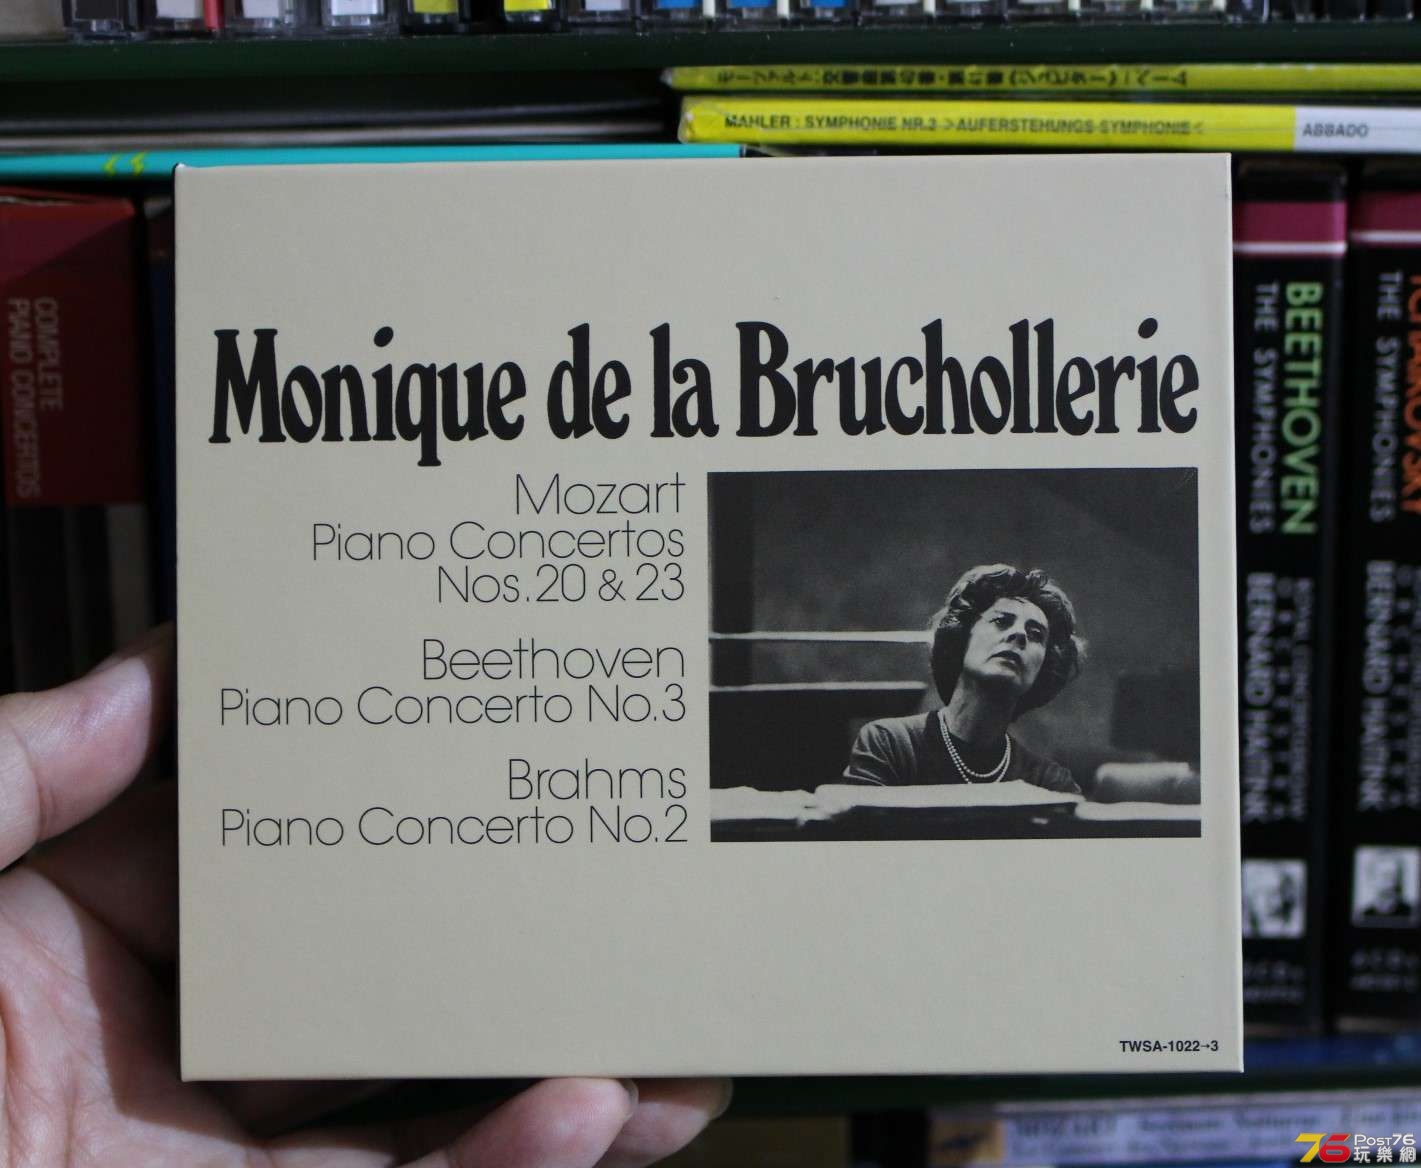 MAHLER : SYMPHONIE NR.2 >AUFERSTEHUNGS-SYMPHONIE<
ABBADO
COMPLETE
PIANO CONCERTOS
Monique de la Bruchollerie
Mozart
Piano Concertos
Nos.20 & 23
Beethoven
Piano Concerto No.3
Brahms
Piano Concerto No.2
TWSA-1022→3
BEETHOVEN
THE SYMPHONIES
BERNARD HAITINK
THE SYMPHONIES
BERNARD HAITINK
76 Post76
玩樂網